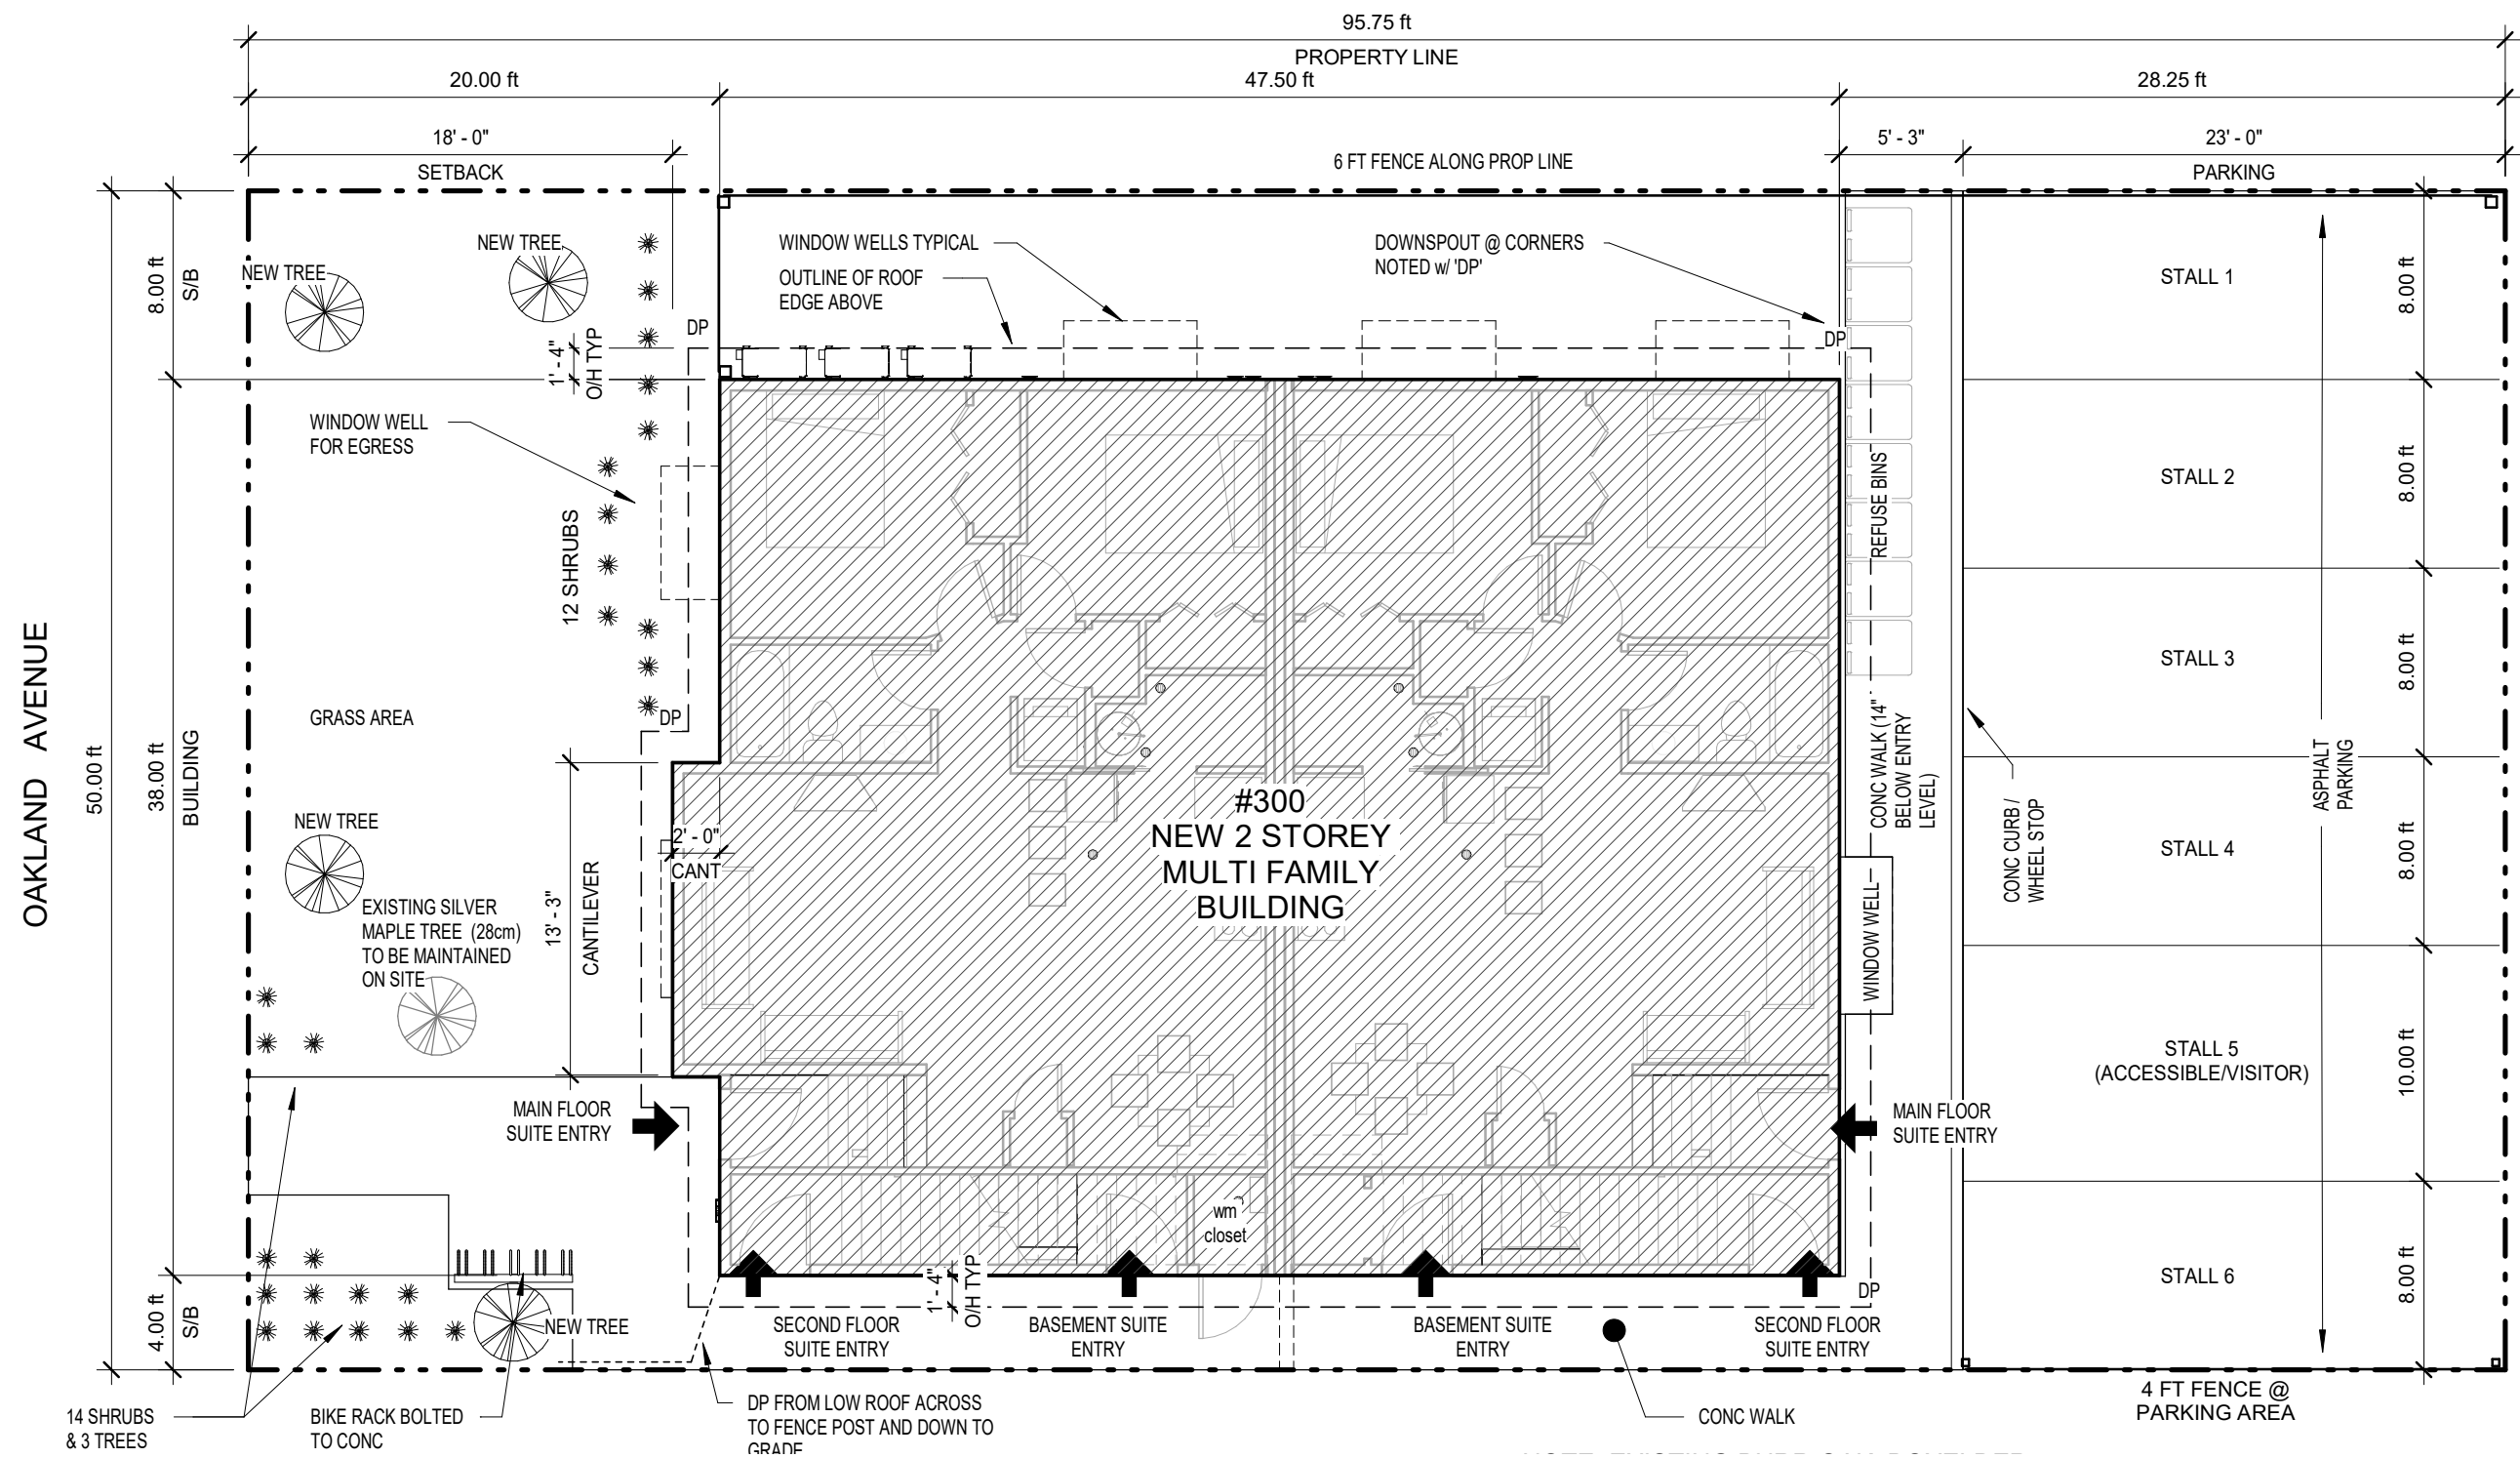 95.75 ft
PROPERTY LINE
20.00 ft
47.50 ft
28.25 ft
18' - 0"
SETBACK
6 FT FENCE ALONG PROP LINE
5' - 3"
23' - 0"
PARKING
8.00 ft
S/B
NEW TREE
NEW TREE
WINDOW WELLS TYPICAL
OUTLINE OF ROOF
EDGE ABOVE
DOWNSPOUT @ CORNERS
NOTED w/ 'DP'
DP
DP
1' - 4"
O/H TYP
STALL 1
8.00 ft
WINDOW WELL
FOR EGRESS
12 SHRUBS
REFUSE BINS
STALL 2
8.00 ft
STALL 3
8.00 ft
OAKLAND AVENUE
50.00 ft
38.00 ft
BUILDING
GRASS AREA
DP
CONC WALK (14"
BELOW ENTRY
LEVEL)
CONC CURB /
WHEEL STOP
ASPHALT
PARKING
#300
NEW 2 STOREY
MULTI FAMILY
BUILDING
2' - 0"
CANT
NEW TREE
STALL 4
8.00 ft
EXISTING SILVER
MAPLE TREE (28cm)
TO BE MAINTAINED
ON SITE
13' - 3"
CANTILEVER
WINDOW WELL
STALL 5
(ACCESSIBLE/VISITOR)
10.00 ft
MAIN FLOOR
SUITE ENTRY
MAIN FLOOR
SUITE ENTRY
wm
closet
4.00 ft
S/B
1' - 4"
O/H TYP
DP
STALL 6
8.00 ft
NEW TREE
SECOND FLOOR
SUITE ENTRY
BASEMENT SUITE
ENTRY
BASEMENT SUITE
ENTRY
SECOND FLOOR
SUITE ENTRY
14 SHRUBS
& 3 TREES
BIKE RACK BOLTED
TO CONC
DP FROM LOW ROOF ACROSS
TO FENCE POST AND DOWN TO
GRADE
CONC WALK
4 FT FENCE @
PARKING AREA